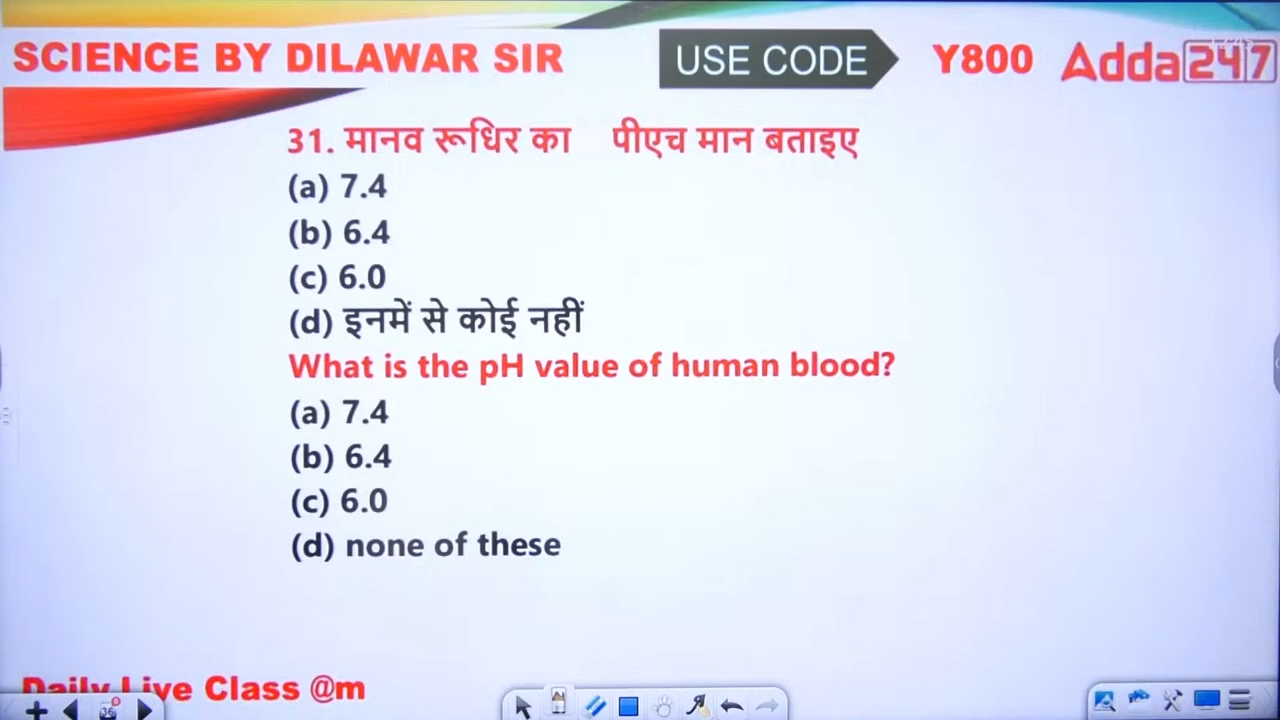 SCIENCE BY DILAWAR SIR
USE CODE
Y800
Adda247
31. मानव रूधिर का पीएच मान बताइए
(a) 7.4
(b) 6.4
(c) 6.0
(d) इनमें से कोई नहीं
What is the pH value of human blood?
(a) 7.4
(b) 6.4
(c) 6.0
(d) none of these
Daily Live Class @m
36